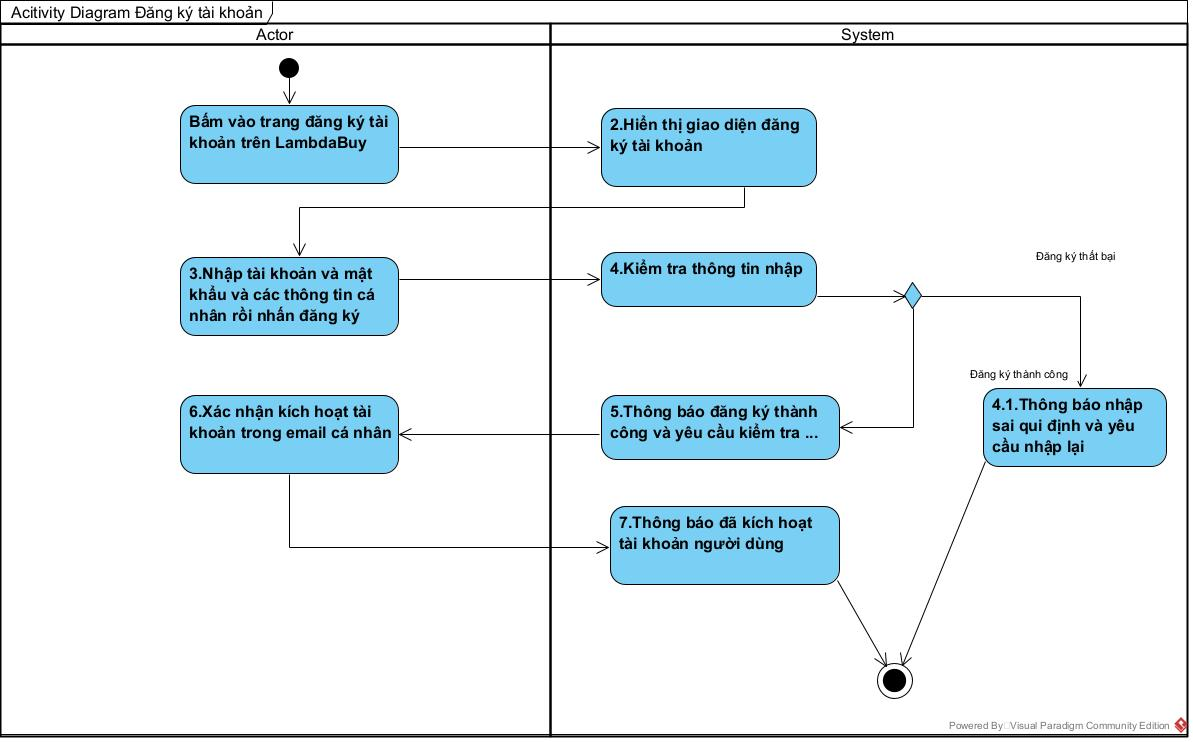 Acitivity Diagram Đăng ký tài khoản
Actor
System
Bấm vào trang đăng ký tài
khoản trên LambdaBuy
2.Hiển thị giao diện đăng
ký tài khoản
3.Nhập tài khoản và mật
khẩu và các thông tin cá
nhân rồi nhấn đăng ký
4.Kiểm tra thông tin nhập
Đăng ký thất bại
Đăng ký thành công
4.1.Thông báo nhập
sai qui định và yêu
cầu nhập lại
5.Thông báo đăng ký thành
công và yêu cầu kiểm tra ...
6.Xác nhận kích hoạt tài
khoản trong email cá nhân
7.Thông báo đã kích hoạt
tài khoản người dùng
Powered By Visual Paradigm Community Edition